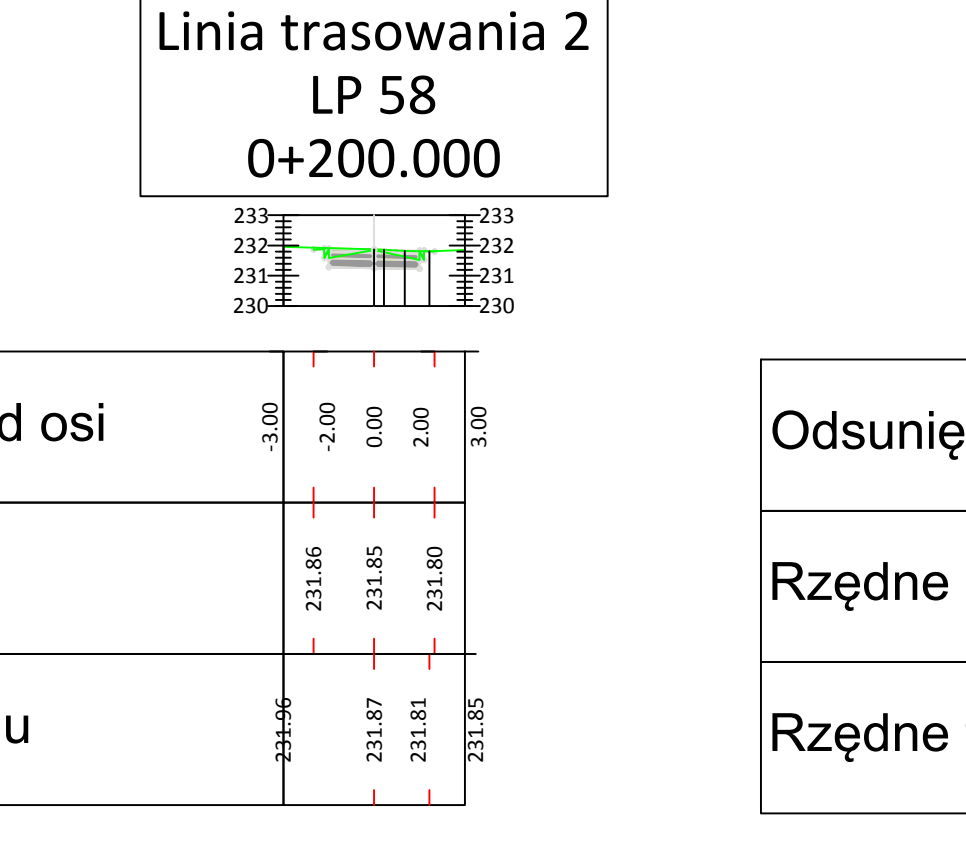 Linia trasowania 2
LP 58
0+200.000
233 233
232 232
231 231
230 230
d osi -3.00 -2.00 0.00 2.00 3.00
231.86 231.85 231.80
u 231.96 231.87 231.81 231.85
Odsunię
Rzędne
Rzędne